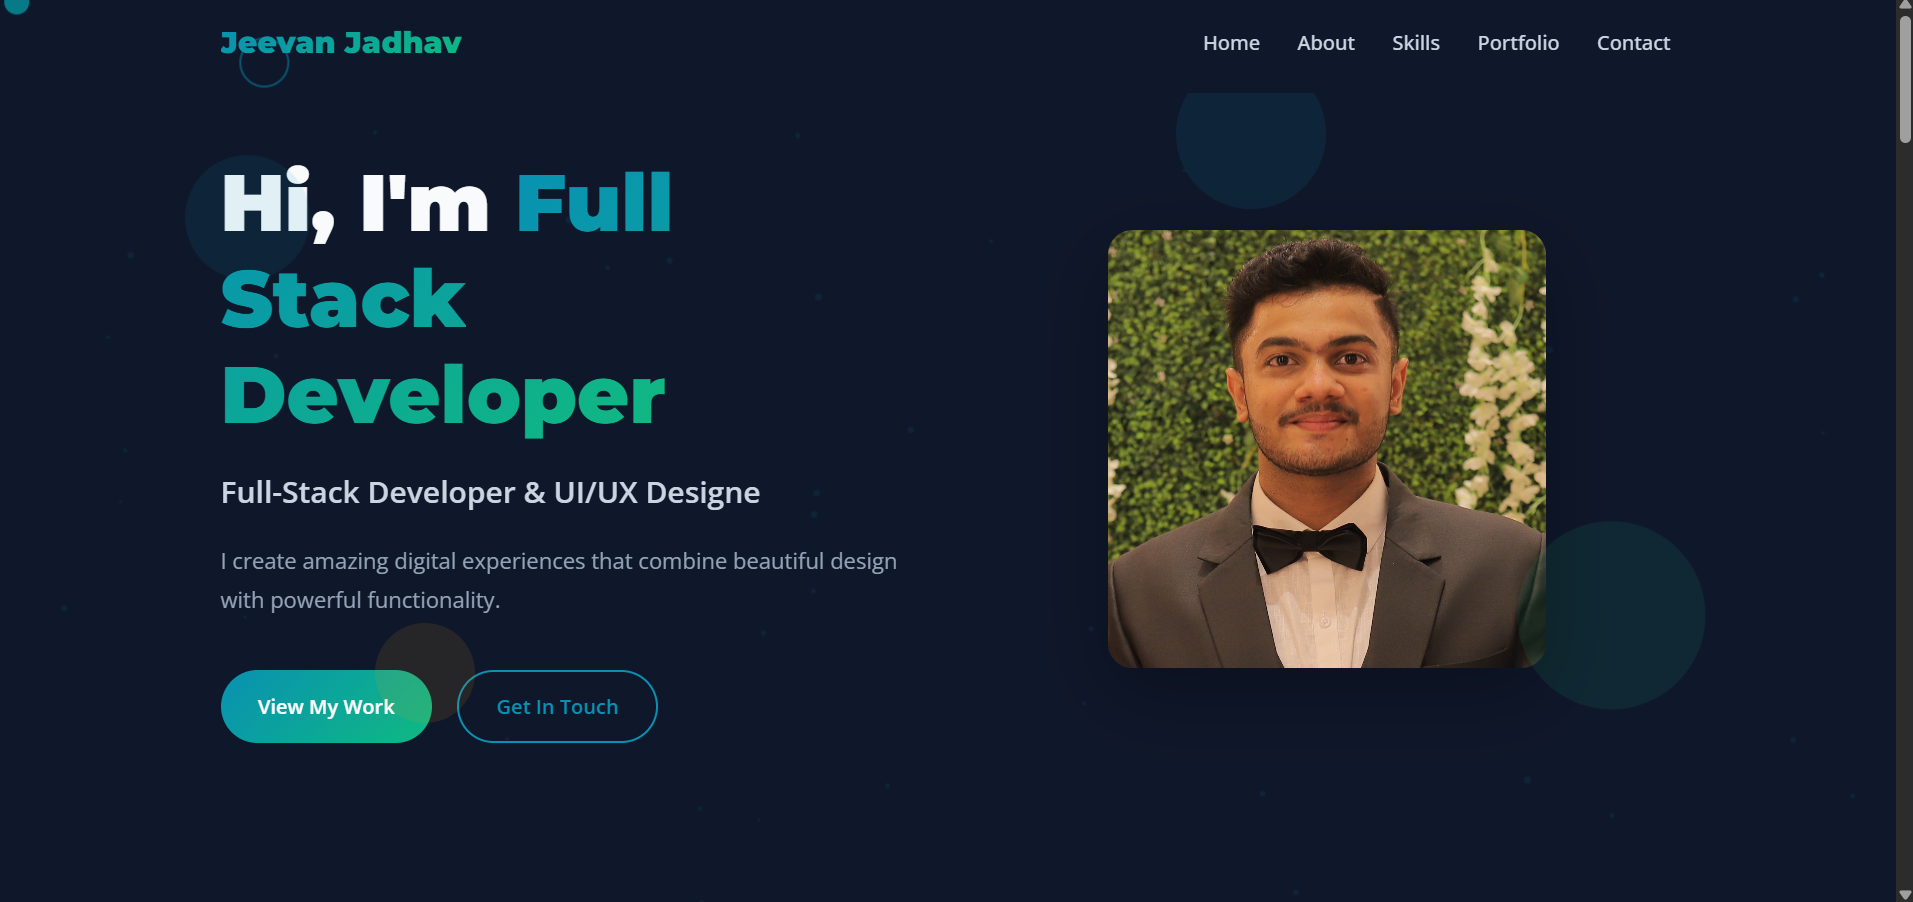 Jeevan Jadhav
Home About Skills Portfolio Contact
Hi, I'm Full
Stack
Developer
Full-Stack Developer & UI/UX Designe
I create amazing digital experiences that combine beautiful design
with powerful functionality.
View My Work
Get In Touch